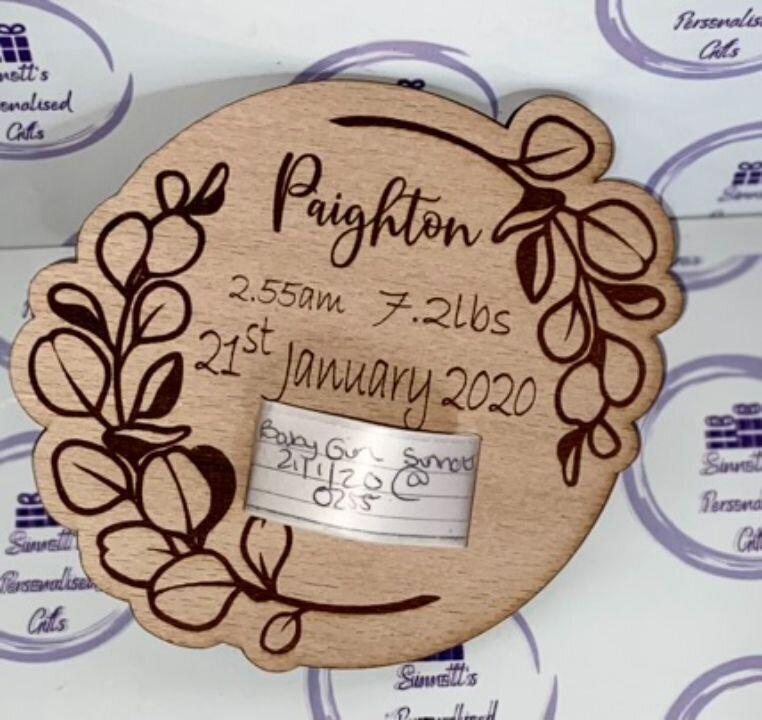 Personalised
Gifts
Personalised
Gifts
Paighton
2.55am 7.2lbs
21st January 2020
Baby Girl Sinnott
21/1/20 @
0255
Sinnott's
Personalised
Gifts
Sinnott's
Personalised
Gifts
Sinnott's
Personalised